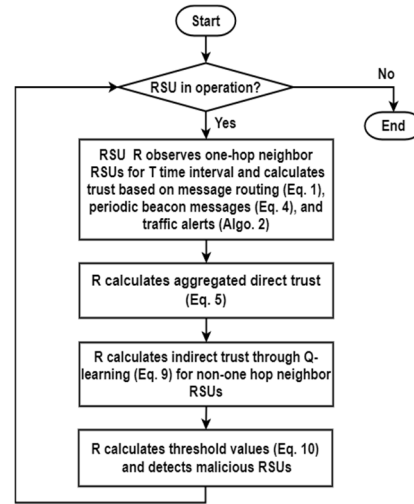 Start
RSU in operation?
No
Yes
End
RSU R observes one-hop neighbor
RSUs for T time interval and calculates
trust based on message routing (Eq. 1),
periodic beacon messages (Eq. 4), and
traffic alerts (Algo. 2)
R calculates aggregated direct trust
(Eq. 5)
R calculates indirect trust through Q-
learning (Eq. 9) for non-one hop neighbor
RSUs
R calculates threshold values (Eq. 10)
and detects malicious RSUs